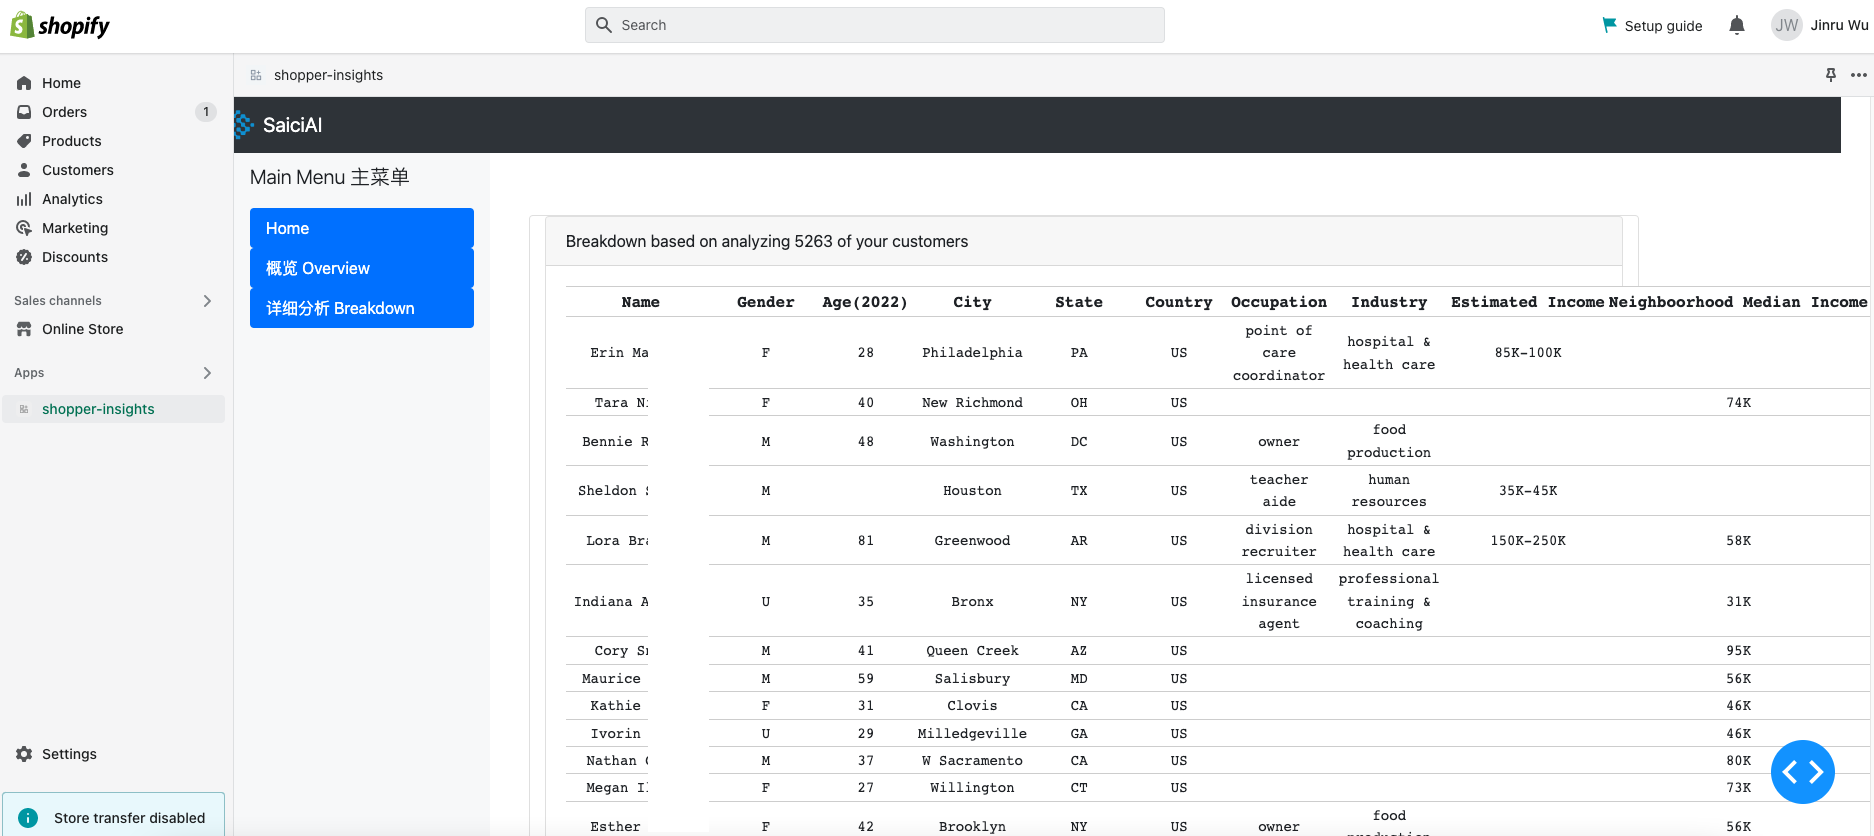 shopify
Search
Setup guide
JW
Jinru Wu
Home
Orders
1
Products
Customers
Analytics
Marketing
Discounts
Sales channels
Online Store
Apps
shopper-insights
Settings
Store transfer disabled
shopper-insights
SaiciAI
Main Menu 主菜单
Home
概览 Overview
详细分析 Breakdown
Breakdown based on analyzing 5263 of your customers
Name Gender Age(2022) City State Country Occupation Industry Estimated Income Neighboorhood Median Income
point of
hospital &
Erin F 28 Philadelphia PA US care 85K-100K
health care
coordinator
Tara F 40 New Richmond OH US 74K
food
Bennie M 48 Washington DC US owner
production
teacher human
Sheldon M Houston TX US 35K-45K
aide resources
division hospital &
Lora M 81 Greenwood AR US 150K-250K 58K
recruiter health care
licensed professional
Indiana U 35 Bronx NY US insurance training & 31K
agent coaching
Cory M 41 Queen Creek AZ US 95K
Maurice M 59 Salisbury MD US 56K
Kathie F 31 Clovis CA US 46K
Ivorin U 29 Milledgeville GA US 46K
Nathan M 37 W Sacramento CA US 80K
Megan F 27 Willington CT US 73K
food
Esther F 42 Brooklyn NY US owner 56K